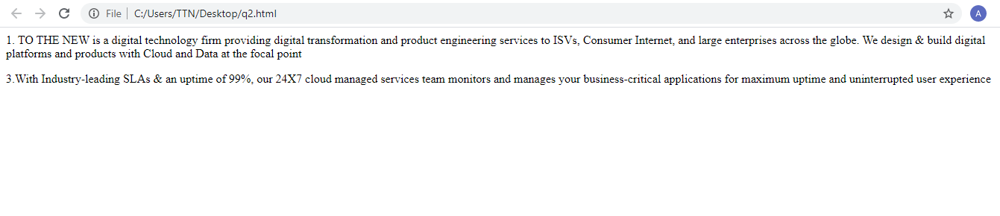 File | C:/Users/TTN/Desktop/q2.html
A
1. TO THE NEW is a digital technology firm providing digital transformation and product engineering services to ISVs, Consumer Internet, and large enterprises across the globe. We design & build digital
platforms and products with Cloud and Data at the focal point
3.With Industry-leading SLAs & an uptime of 99%, our 24X7 cloud managed services team monitors and manages your business-critical applications for maximum uptime and uninterrupted user experience